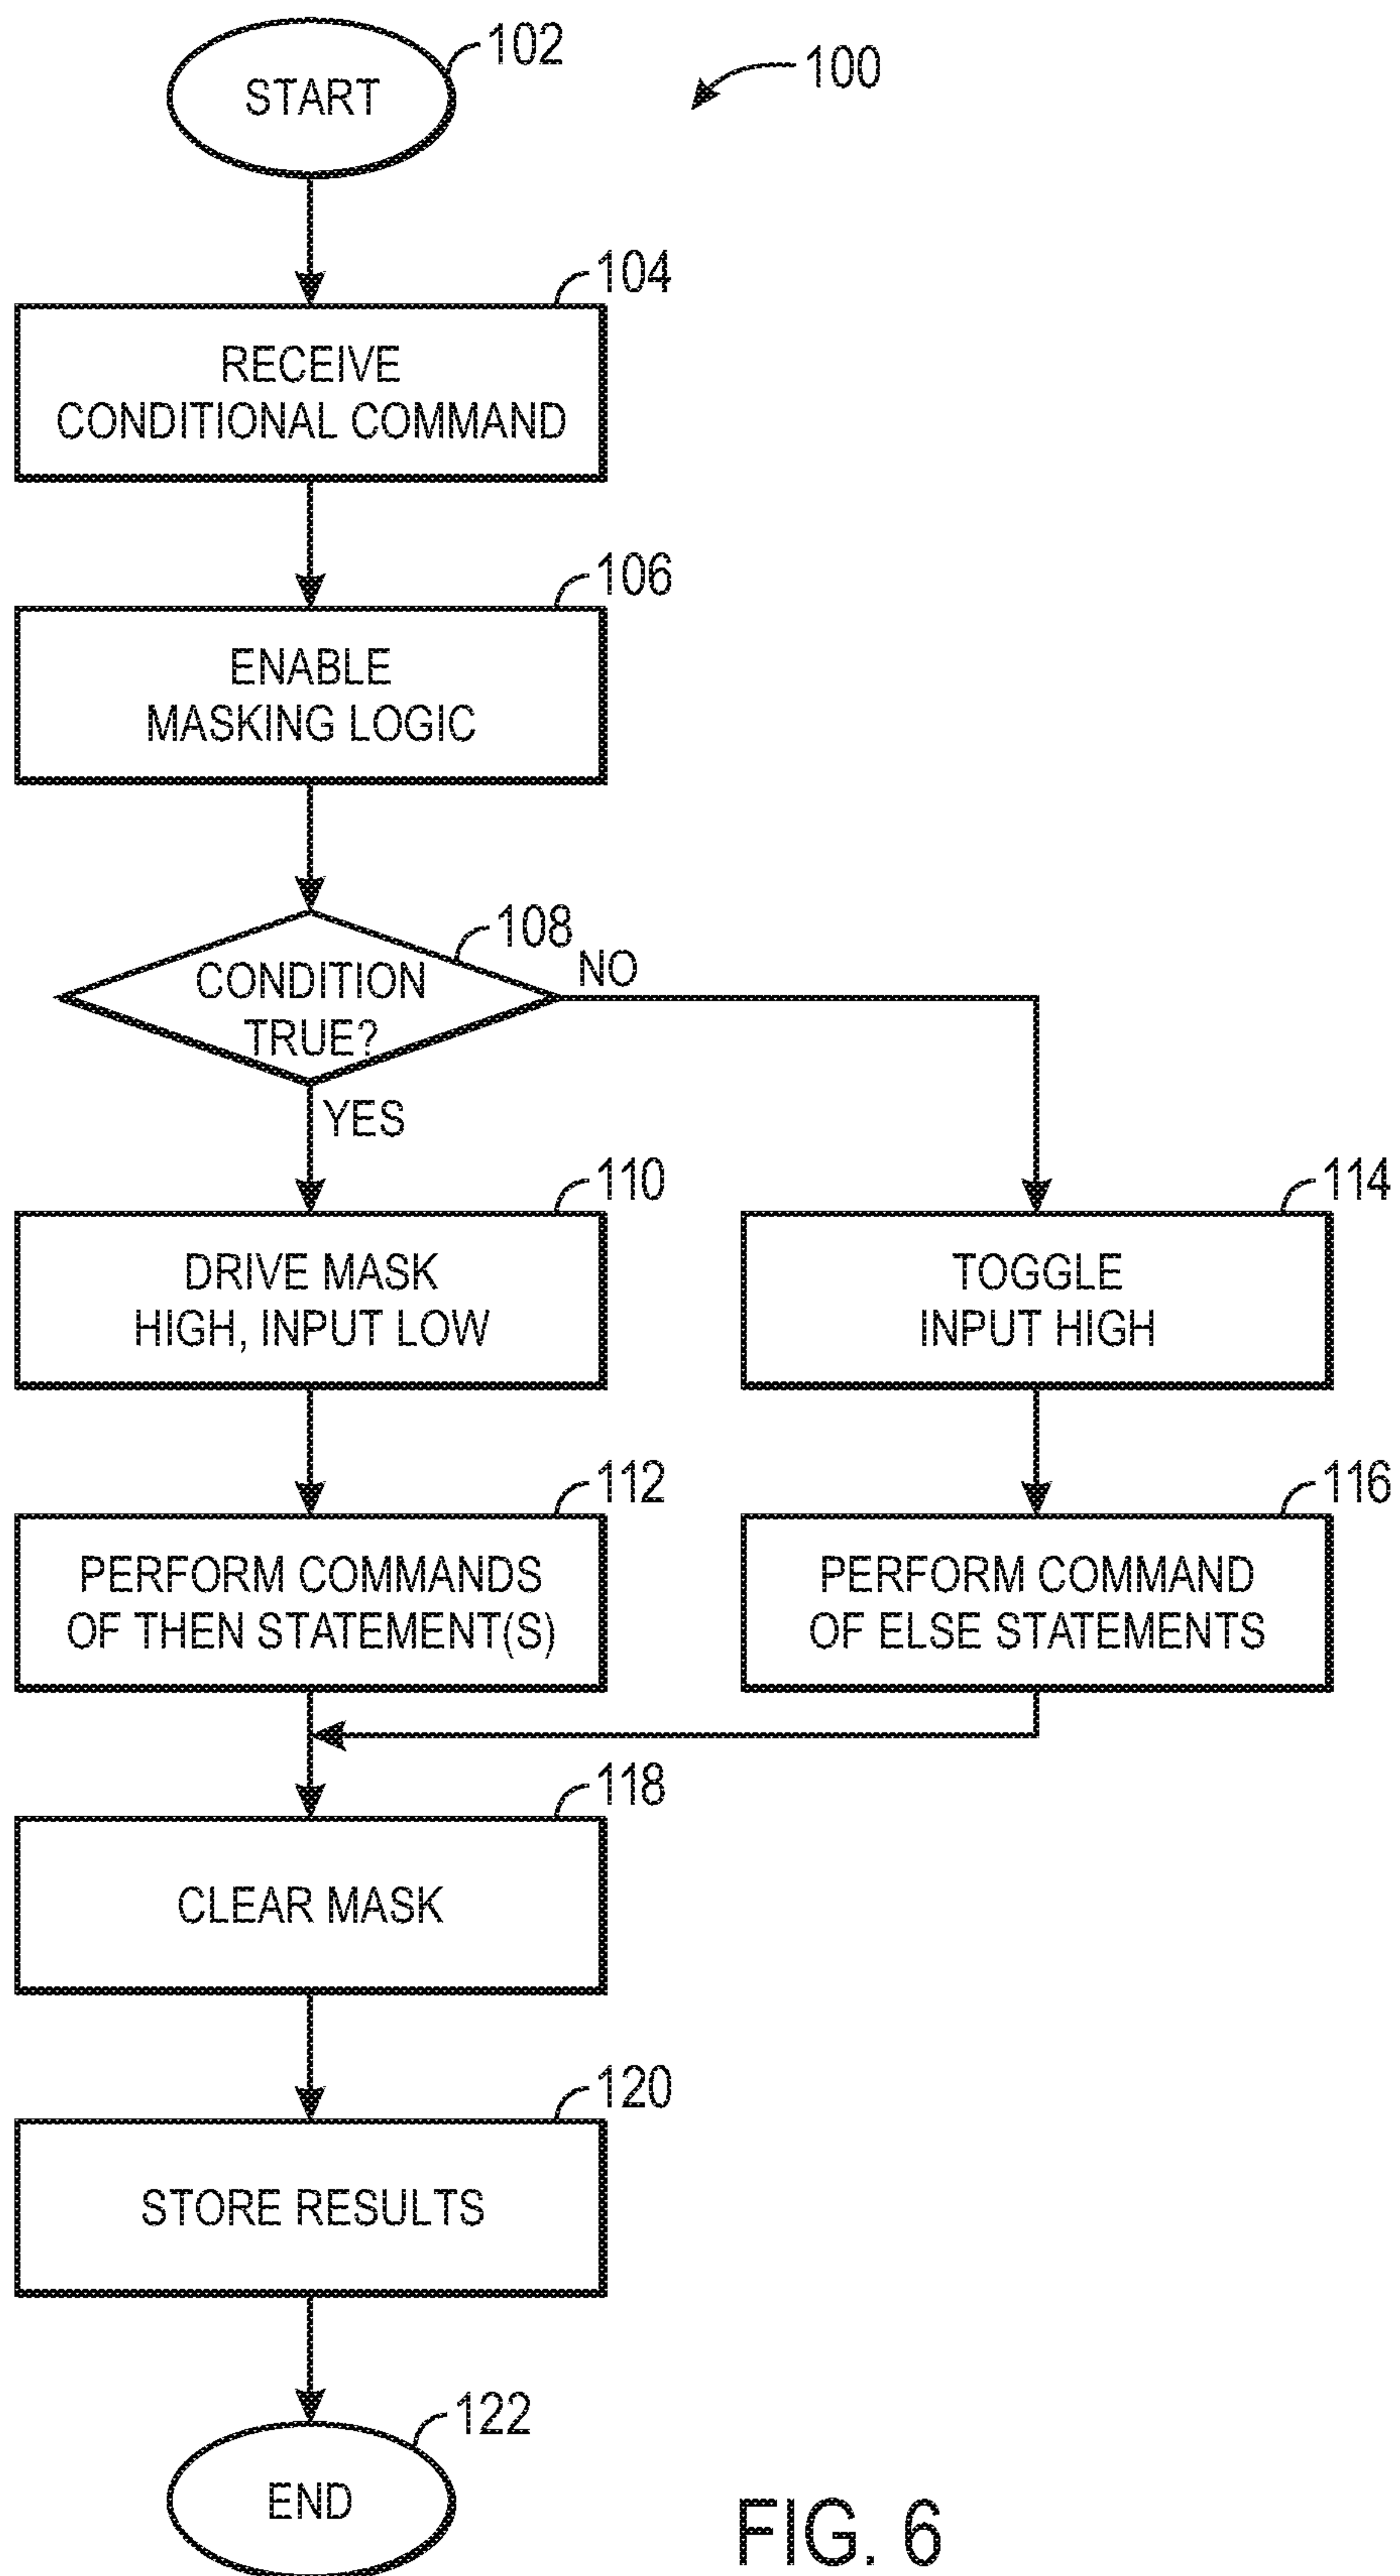 START
102
100
104
RECEIVE
CONDITIONAL COMMAND
106
ENABLE
MASKING LOGIC
108
CONDITION
TRUE?
NO
YES
110
DRIVE MASK
HIGH, INPUT LOW
114
TOGGLE
INPUT HIGH
112
PERFORM COMMANDS
OF THEN STATEMENT(S)
116
PERFORM COMMAND
OF ELSE STATEMENTS
118
CLEAR MASK
120
STORE RESULTS
122
END
FIG. 6